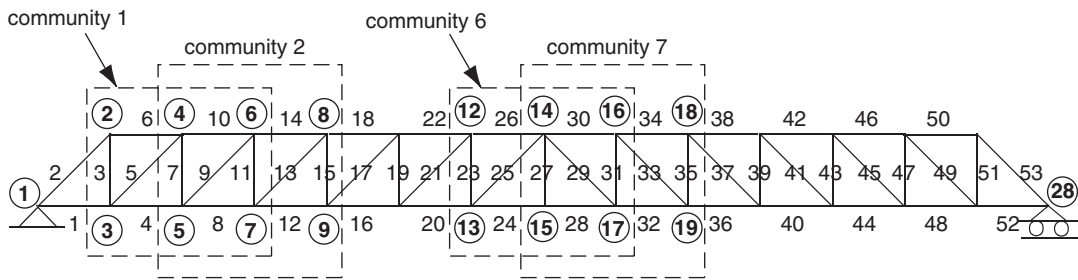 community 1
community 6
community 2
community 7
2 4 6 8 12 14 16 18
6 10 14 18 22 26 30 34 38 42 46 50
2 3 5 7 9 11 13 15 17 19 21 23 25 27 29 31 33 35 37 39 41 43 45 47 49 51 53
1 28
1 4 8 12 16 20 24 28 32 36 40 44 48 52
3 5 7 9 13 15 17 19